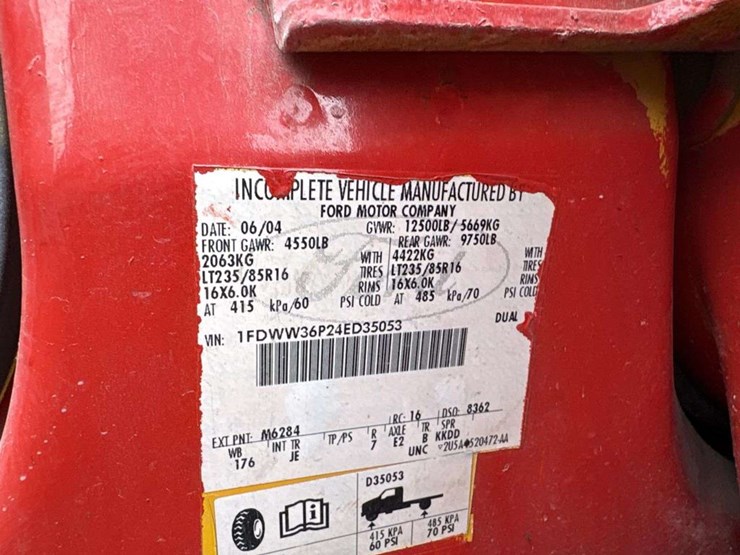 INCOMPLETE VEHICLE MANUFACTURED BY
FORD MOTOR COMPANY
DATE: 06/04 GVWR: 12500LB/5669KG
FRONT GAWR: 4550LB REAR GAWR: 9750LB
2063KG WITH 4422KG WITH
LT235/85R16 TIRES LT235/85R16 TIRES
16X6.0K RIMS 16X6.0K RIMS
AT 415 kPa/60 PSI COLD AT 485 kPa/70 PSI COLD
DUAL
VIN: 1FDWW36P24ED35053
EXT PNT: M6284 RC: 16 DSO: 8362
WB INT TR TP/PS R AXLE TR SPR
176 JE 7 E2 B KKDD
UNC 520472-AA
D35053
415 KPA 485 KPA
60 PSI 70 PSI